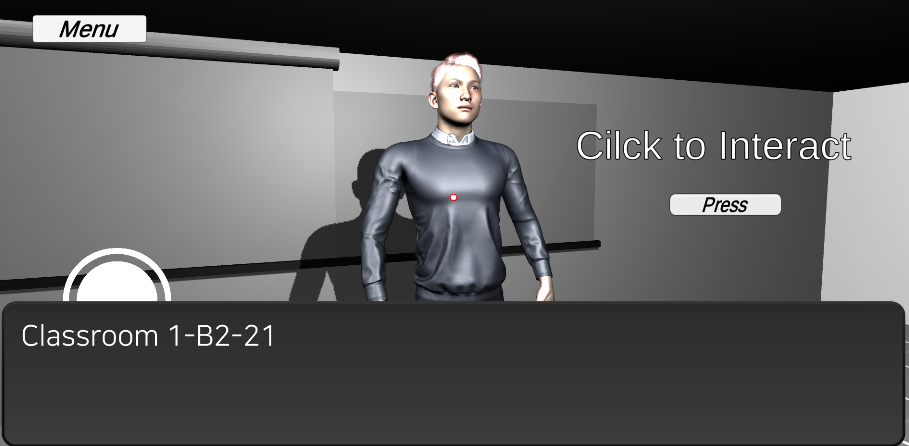 Menu
Cilck to Interact
Press
Classroom 1-B2-21